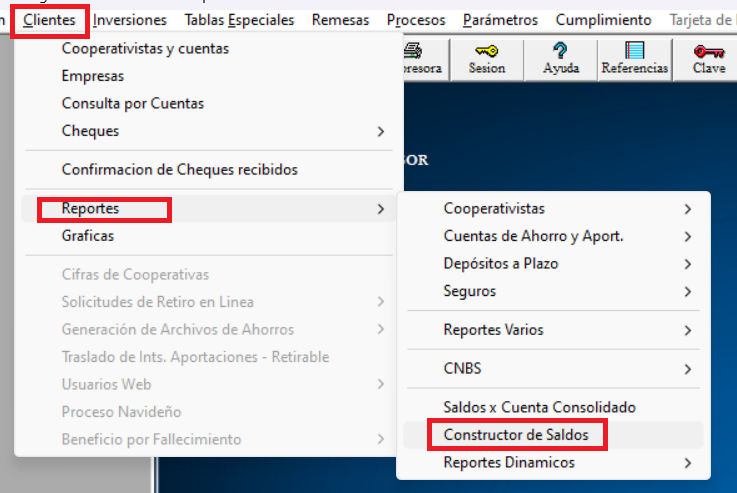 Clientes Inversiones Tablas Especiales Remesas Procesos Parámetros Cumplimiento Tarjeta de
resora Sesion Ayuda Referencias Clave
SOR
Cooperativistas y cuentas
Empresas
Consulta por Cuentas
Cheques
Confirmacion de Cheques recibidos
Reportes
Graficas
Cifras de Cooperativas
Solicitudes de Retiro en Linea
Generación de Archivos de Ahorros
Traslado de Ints. Aportaciones - Retirable
Usuarios Web
Proceso Navideño
Beneficio por Fallecimiento
Cooperativistas
Cuentas de Ahorro y Aport.
Depósitos a Plazo
Seguros
Reportes Varios
CNBS
Saldos x Cuenta Consolidado
Constructor de Saldos
Reportes Dinamicos